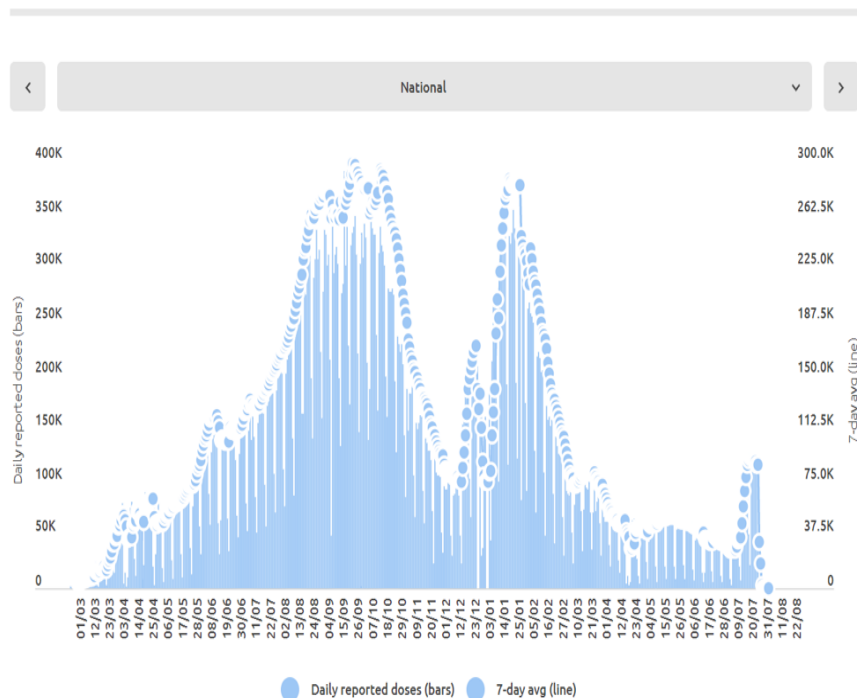 National
400K
350K
300K
250K
200K
150K
100K
50K
0
Daily reported doses (bars)
300.0K
262.5K
225.0K
187.5K
150.0K
112.5K
75.0K
37.5K
0
7-day avg (line)
01/03
12/03
23/03
03/04
14/04
25/04
06/05
17/05
28/05
08/06
19/06
30/06
11/07
22/07
02/08
13/08
24/08
04/09
15/09
26/09
07/10
18/10
29/10
09/11
20/11
01/12
12/12
23/12
03/01
14/01
25/01
05/02
16/02
27/02
10/03
21/03
01/04
12/04
23/04
04/05
15/05
26/05
06/06
17/06
28/06
09/07
20/07
31/07
11/08
22/08
Daily reported doses (bars) 7-day avg (line)